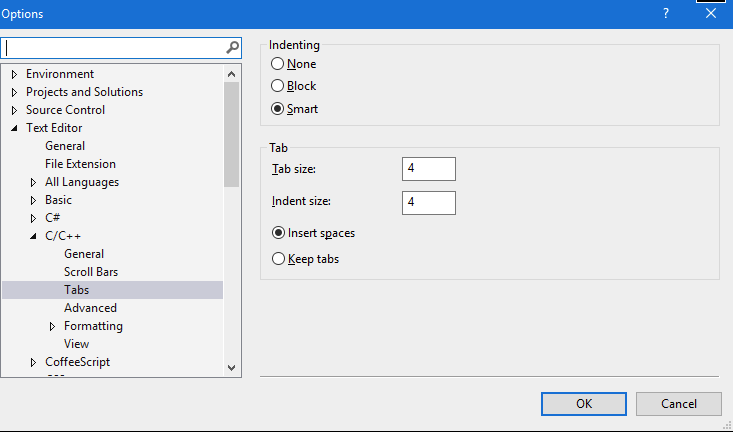 Options
?
Environment
Projects and Solutions
Source Control
Text Editor
General
File Extension
All Languages
Basic
C#
C/C++
General
Scroll Bars
Tabs
Advanced
Formatting
View
CoffeeScript
Indenting
None
Block
Smart
Tab
Tab size: 4
Indent size: 4
Insert spaces
Keep tabs
OK Cancel